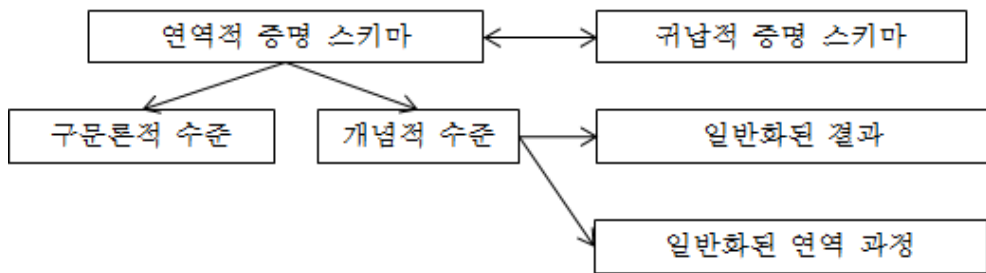 연역적 증명 스키마
귀납적 증명 스키마
구문론적 수준
개념적 수준
일반화된 결과
일반화된 연역 과정